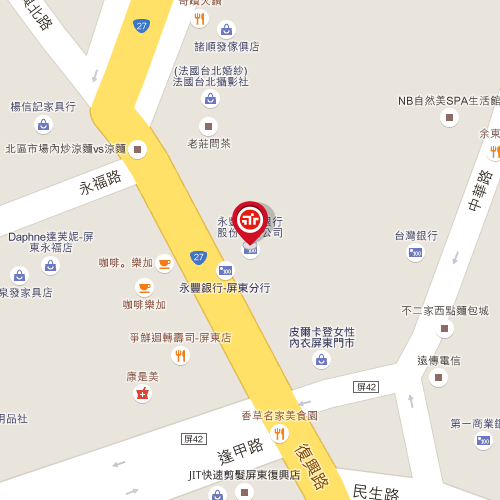 奇蹟火鍋
北路
27
諸順發傢俱店
(法國台北婚紗)
法國台北攝影社
NB自然美SPA生活館
楊信記家具行
余東
北區市場內炒涼麵vs涼麵
老莊問茶
永福路
中華路
永豐 銀行
股份 公司
Daphne達芙妮-屏
東永福店
台灣銀行
咖啡。樂加
27
泉發家具店
永豐銀行-屏東分行
咖啡樂加
不二家西點麵包城
爭鮮迴轉壽司-屏東店
皮爾卡登女性
內衣屏東門市
遠傳電信
康是美
屏42
香草名家美食園
用品社
第一商業銀
屏42
逢甲路
復興路
JIT快速剪髮屏東復興店
民生路